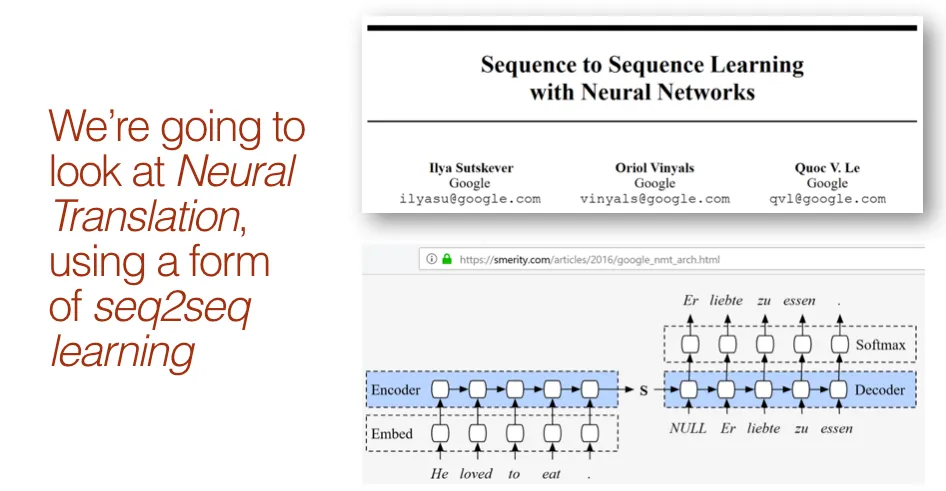 We're going to
look at Neural
Translation,
using a form
of seq2seq
learning
Sequence to Sequence Learning
with Neural Networks
Ilya Sutskever Oriol Vinyals Quoc V. Le
Google Google Google
ilyasu@google.com vinyals@google.com qvl@google.com
https://smerity.com/articles/2016/google_nmt_arch.html
Er liebte zu essen .
Softmax
Encoder S Decoder
NULL Er liebte zu essen
Embed
He loved to eat .